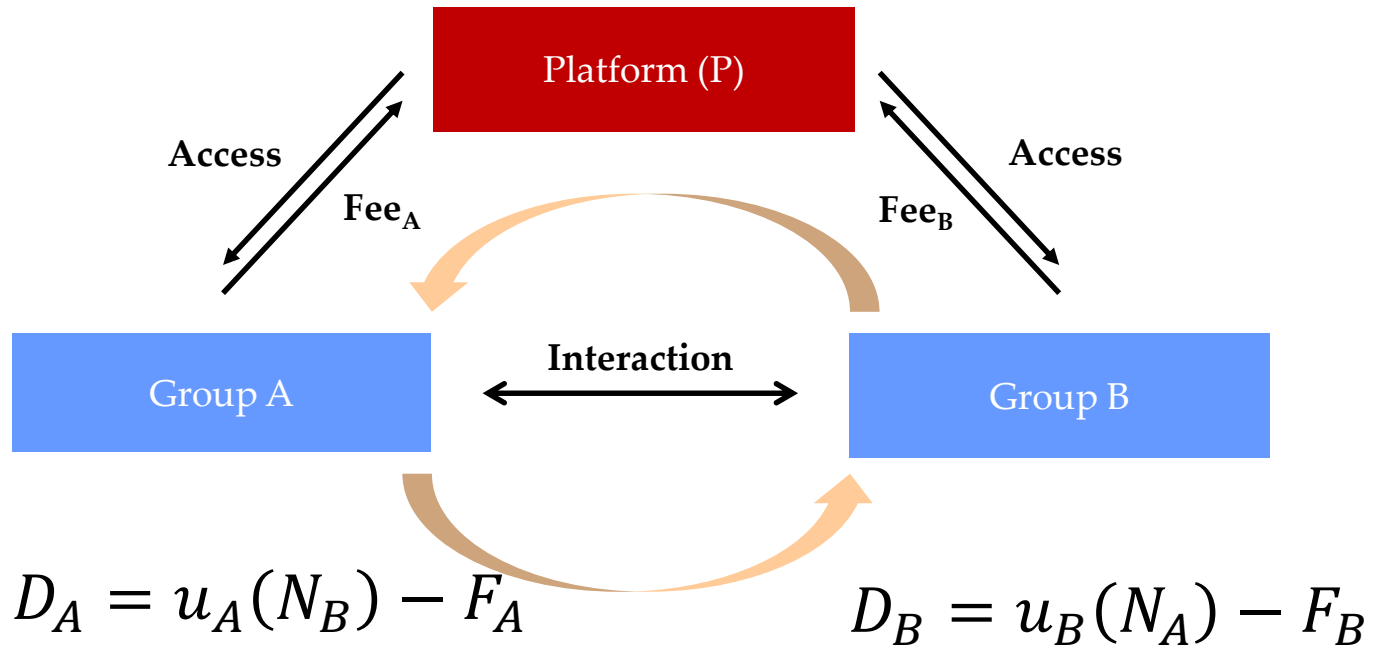 Platform (P)
Access
Access
Fee_A
Fee_B
Interaction
Group A
Group B
D_A = u_A(N_B) − F_A
D_B = u_B(N_A) − F_B